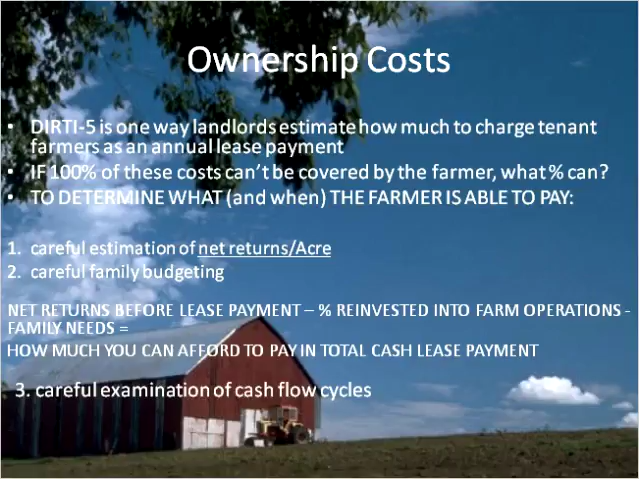 Ownership Costs
• DIRTI-5 is one way landlords estimate how much to charge tenant
farmers as an annual lease payment
• IF 100% of these costs can't be covered by the farmer, what % can?
• TO DETERMINE WHAT (and when) THE FARMER IS ABLE TO PAY:
1. careful estimation of net returns/Acre
2. careful family budgeting
NET RETURNS BEFORE LEASE PAYMENT – % REINVESTED INTO FARM OPERATIONS -
FAMILY NEEDS =
HOW MUCH YOU CAN AFFORD TO PAY IN TOTAL CASH LEASE PAYMENT
3. careful examination of cash flow cycles